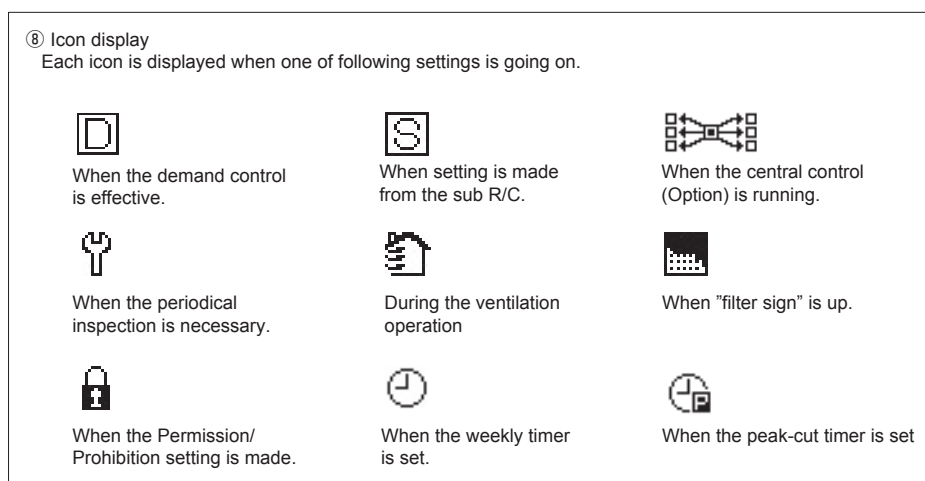 ⑧ Icon display
Each icon is displayed when one of following settings is going on.
D
S
When the demand control
is effective.
When setting is made
from the sub R/C.
When the central control
(Option) is running.
When the periodical
inspection is necessary.
During the ventilation
operation
When ”filter sign” is up.
When the Permission/
Prohibition setting is made.
When the weekly timer
is set.
P
When the peak-cut timer is set